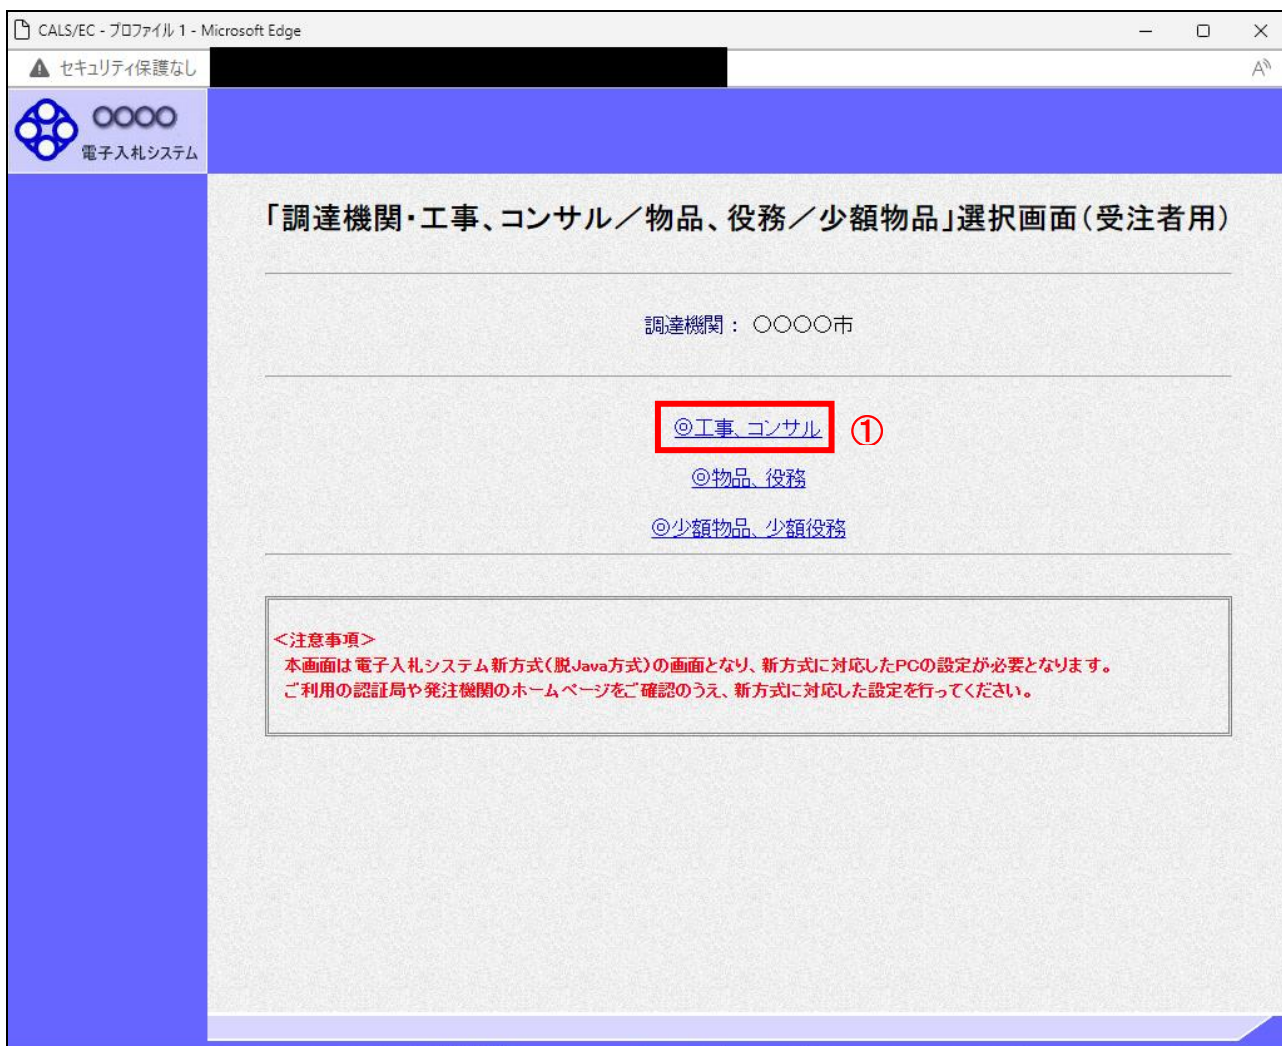 CALS/EC - プロファイル 1 - Microsoft Edge
セキュリティ保護なし
A
〇〇〇〇
電子入札システム
「調達機関・工事、コンサル／物品、役務／少額物品」選択画面(受注者用)
調達機関： 〇〇〇〇市
◎工事、コンサル ①
◎物品、役務
◎少額物品、少額役務
＜注意事項＞
本画面は電子入札システム新方式(脱Java方式)の画面となり、新方式に対応したPCの設定が必要となります。
ご利用の認証局や発注機関のホームページをご確認のうえ、新方式に対応した設定を行ってください。